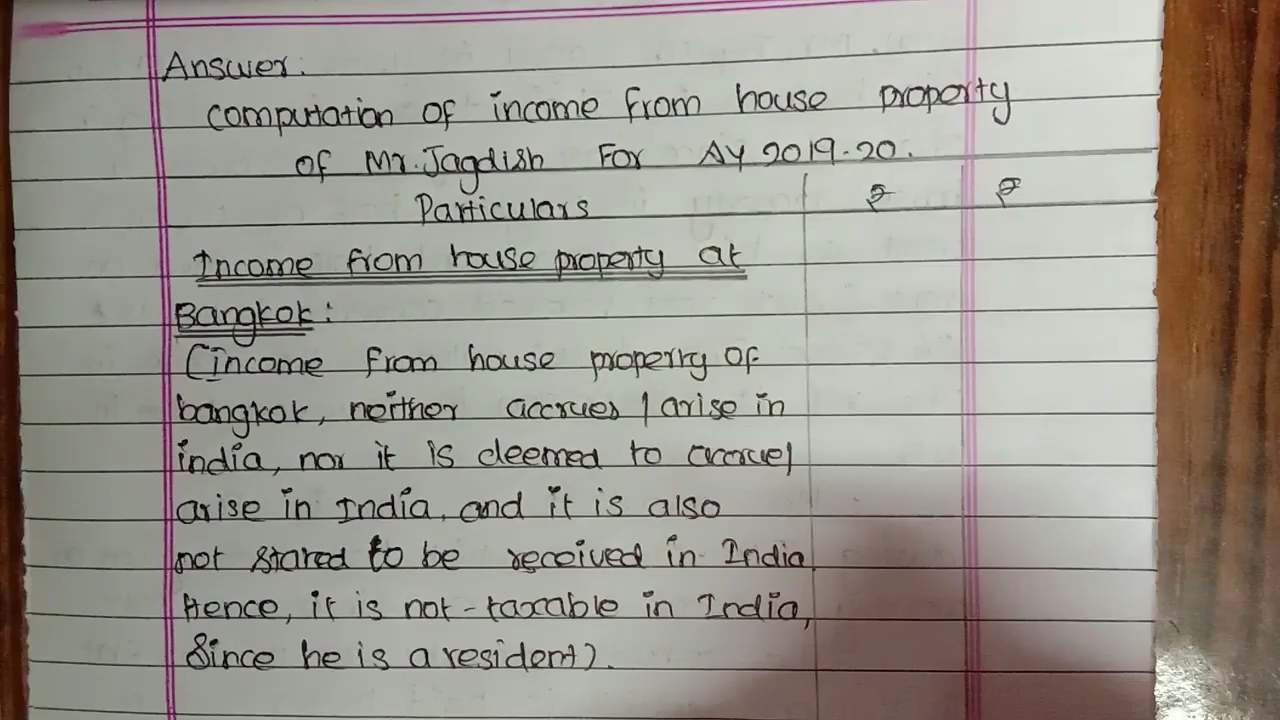 Answer:
computation of income from house property
of Mr. Jagdish For AY 2019-20.
Particulars ₹ ₹
Income from house property at
Bangkok:
(income from house property of
bangkok, neither accrues / arise in
india, nor it is deemed to accrue /
arise in India, and it is also
not stared to be received in India
Hence, it is not-taxable in India,
Since he is a resident).